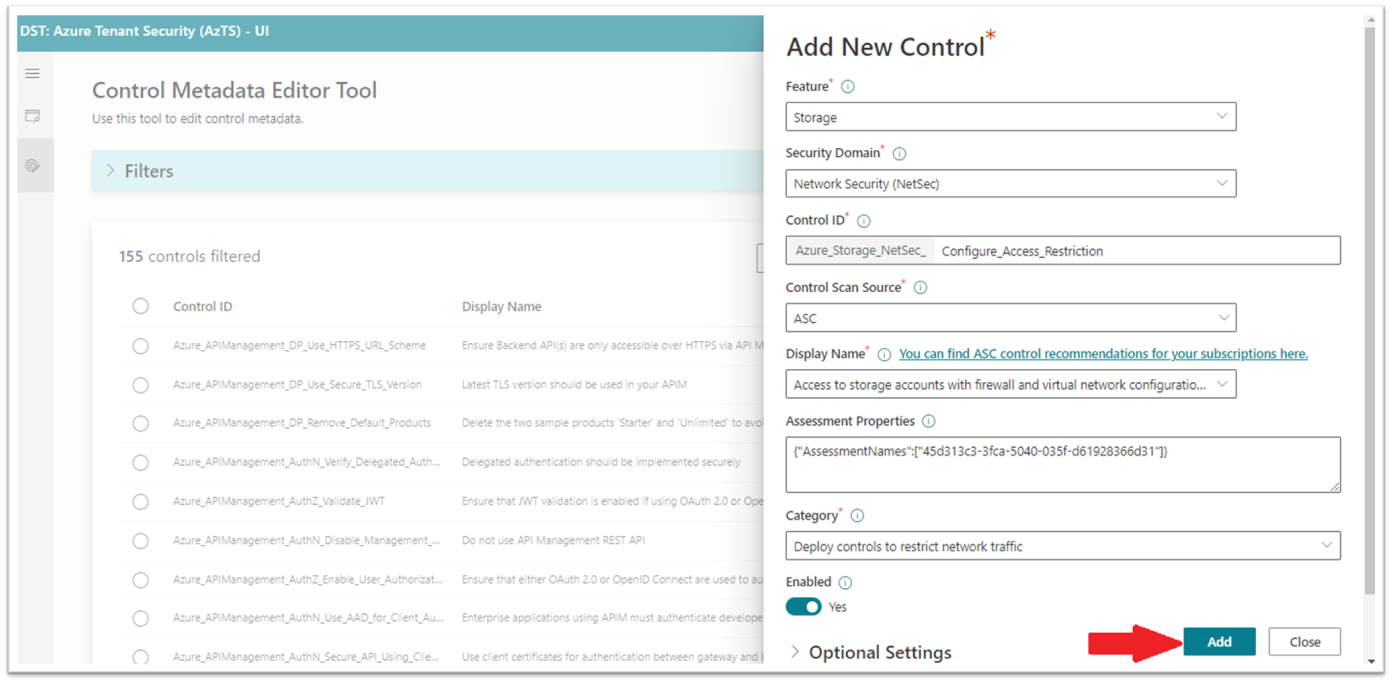 DST: Azure Tenant Security (AzTS) - UI
Control Metadata Editor Tool
Use this tool to edit control metadata.
Filters
155 controls filtered
Control ID Display Name
Azure_APIManagement_DP_Use_HTTPS_URL_Scheme Ensure Backend API(s) are only accessible over HTTPS via API M
Azure_APIManagement_DP_Use_Secure_TLS_Version Latest TLS version should be used in your APIM
Azure_APIManagement_DP_Remove_Default_Products Delete the two sample products 'Starter' and 'Unlimited' to avoi
Azure_APIManagement_AuthN_Verify_Delegated_Auth... Delegated authentication should be implemented securely
Azure_APIManagement_AuthZ_Validate_JWT Ensure that JWT validation is enabled if using OAuth 2.0 or Ope
Azure_APIManagement_AuthN_Disable_Management_... Do not use API Management REST API
Azure_APIManagement_AuthZ_Enable_User_Authorizat... Ensure that either OAuth 2.0 or OpenID Connect are used to au
Azure_APIManagement_AuthN_Use_AAD_for_Client_Au... Enterprise applications using APIM must authenticate develope
Azure_APIManagement_AuthN_Secure_API_Using_Clie... Use client certificates for authentication between gateway and b
Add New Control*
Feature*
Storage
Security Domain*
Network Security (NetSec)
Control ID*
Azure_Storage_NetSec_ Configure_Access_Restriction
Control Scan Source*
ASC
Display Name* You can find ASC control recommendations for your subscriptions here.
Access to storage accounts with firewall and virtual network configuratio...
Assessment Properties
{"AssessmentNames":["45d313c3-3fca-5040-035f-d61928366d31"]}
Category*
Deploy controls to restrict network traffic
Enabled
Yes
Optional Settings
Add
Close